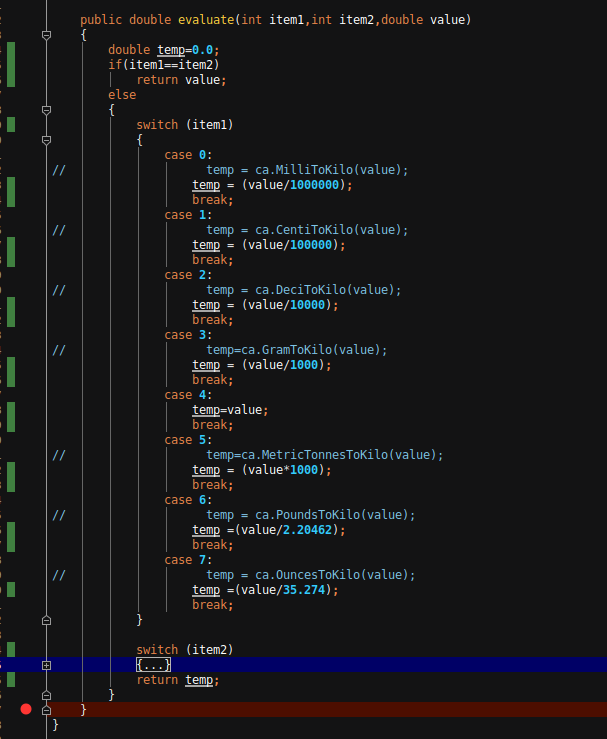 public double evaluate(int item1,int item2,double value)
{
double temp=0.0;
if(item1==item2)
return value;
else
{
switch (item1)
{
case 0:
// temp = ca.MilliToKilo(value);
temp = (value/1000000);
break;
case 1:
// temp = ca.CentiToKilo(value);
temp = (value/100000);
break;
case 2:
// temp = ca.DeciToKilo(value);
temp = (value/10000);
break;
case 3:
// temp=ca.GramToKilo(value);
temp = (value/1000);
break;
case 4:
temp=value;
break;
case 5:
// temp=ca.MetricTonnesToKilo(value);
temp = (value*1000);
break;
case 6:
// temp = ca.PoundsToKilo(value);
temp =(value/2.20462);
break;
case 7:
// temp = ca.OuncesToKilo(value);
temp =(value/35.274);
break;
}
switch (item2)
{...}
return temp;
}
}
}